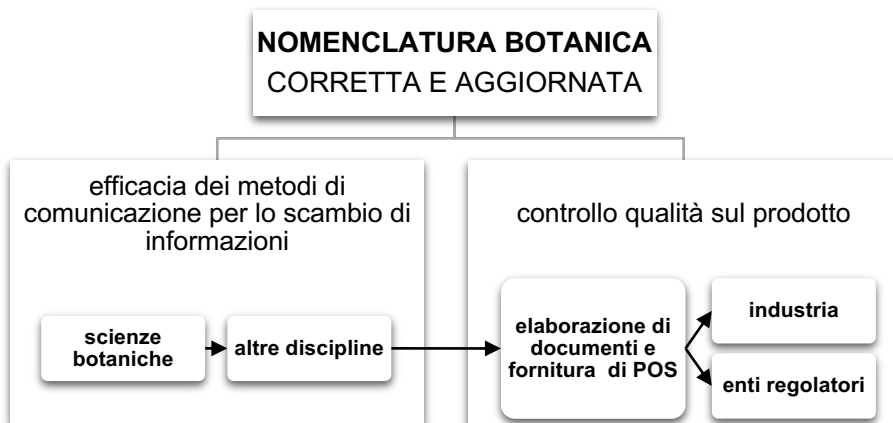 NOMENCLATURA BOTANICA
CORRETTA E AGGIORNATA
efficacia dei metodi di
comunicazione per lo scambio di
informazioni
scienze
botaniche
altre discipline
controllo qualità sul prodotto
elaborazione di
documenti e
fornitura di POS
industria
enti regolatori